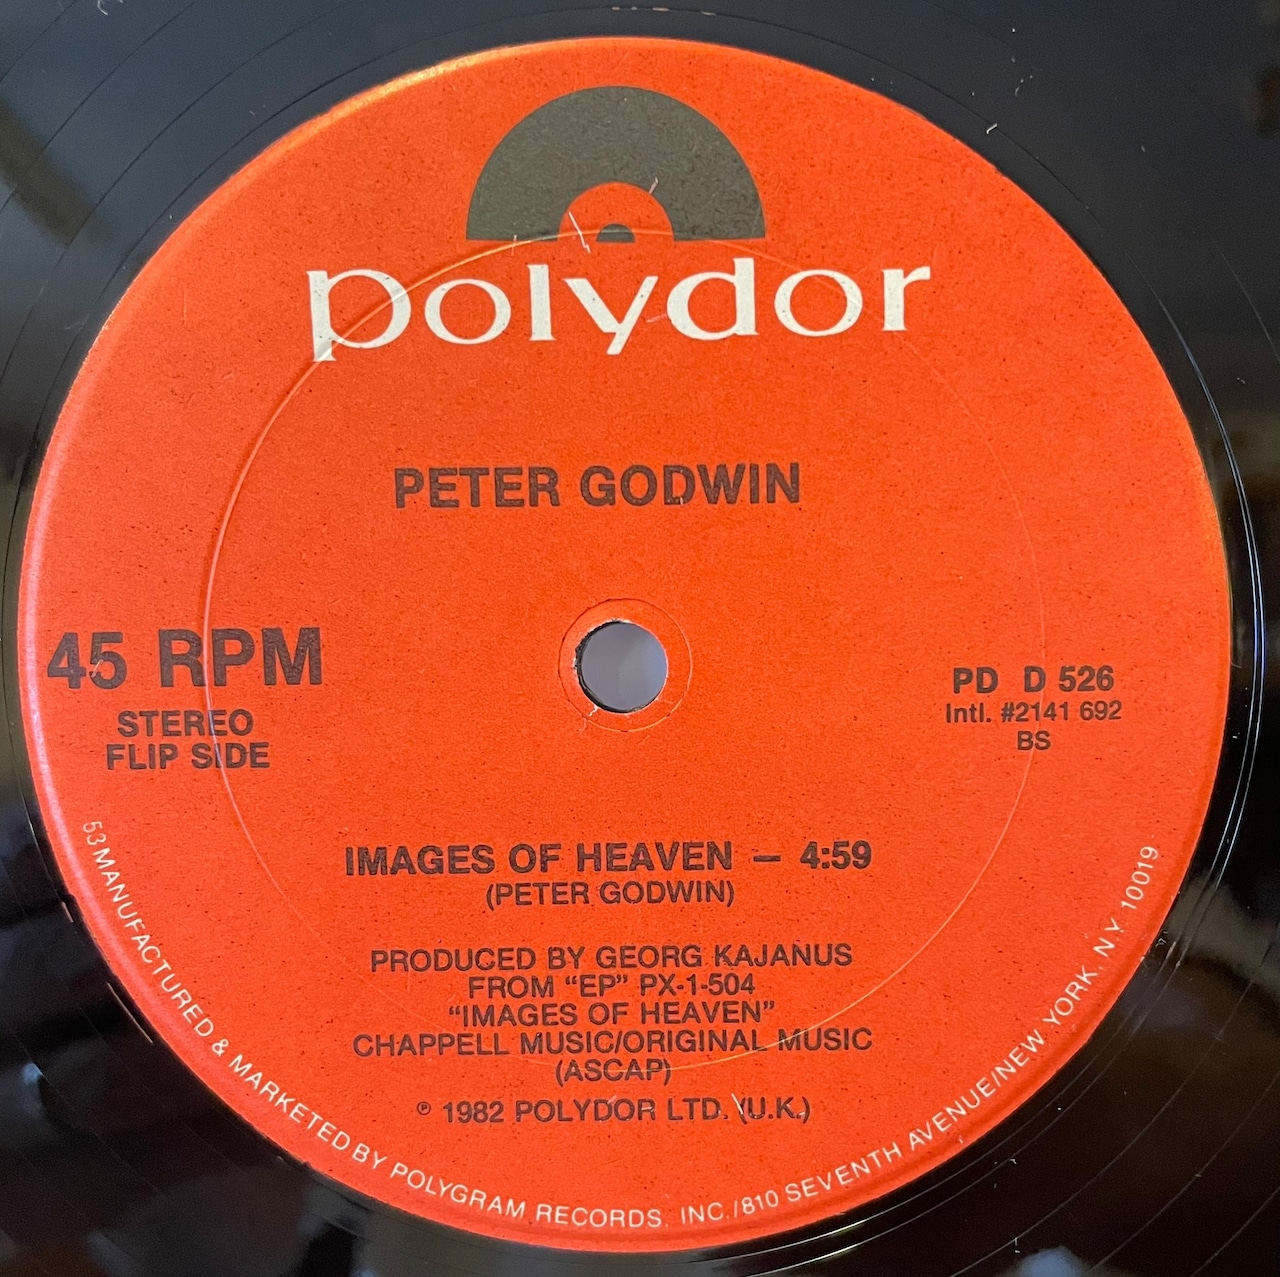 polydor
PETER GODWIN
45 RPM
STEREO
FLIP SIDE
PD D 526
Intl. #2141 692
BS
IMAGES OF HEAVEN – 4:59
(PETER GODWIN)
PRODUCED BY GEORG KAJANUS
FROM “EP” PX-1-504
“IMAGES OF HEAVEN”
CHAPPELL MUSIC/ORIGINAL MUSIC
(ASCAP)
℗ 1982 POLYDOR LTD. (U.K.)
53 MANUFACTURED & MARKETED BY POLYGRAM RECORDS, INC./810 SEVENTH AVENUE/NEW YORK, N.Y. 10019